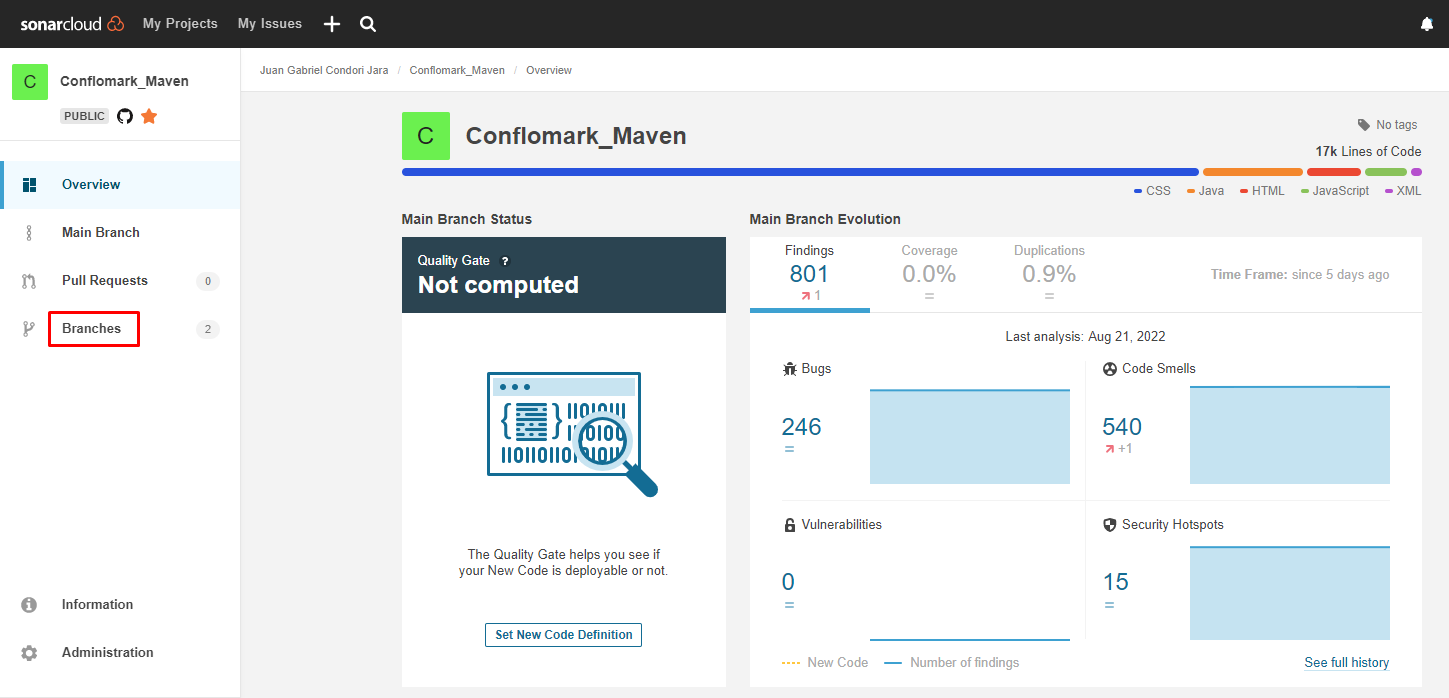 sonarcloud My Projects My Issues
C Conflomark_Maven
PUBLIC
Overview
Main Branch
Pull Requests 0
Branches 2
Information
Administration
Juan Gabriel Condori Jara / Conflomark_Maven / Overview
C Conflomark_Maven
No tags
17k Lines of Code
CSS Java HTML JavaScript XML
Main Branch Status
Quality Gate ?
Not computed
The Quality Gate helps you see if
your New Code is deployable or not.
Set New Code Definition
Main Branch Evolution
Findings Coverage Duplications
801 0.0% 0.9%
1 = =
Time Frame: since 5 days ago
Last analysis: Aug 21, 2022
Bugs
246
=
Code Smells
540
+1
Vulnerabilities
0
=
Security Hotspots
15
=
New Code Number of findings See full history